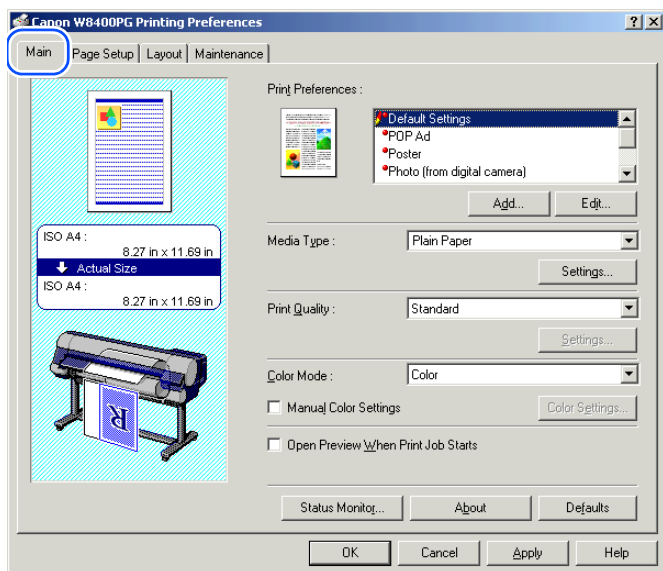 Canon W8400PG Printing Preferences
Main Page Setup Layout Maintenance
Print Preferences :
Default Settings
POP Ad
Poster
Photo (from digital camera)
Add... Edit...
ISO A4 :
8.27 in x 11.69 in
Actual Size
ISO A4 :
8.27 in x 11.69 in
Media Type : Plain Paper
Settings...
Print Quality : Standard
Settings...
Color Mode : Color
Manual Color Settings Color Settings...
Open Preview When Print Job Starts
R
Status Monitor... About Defaults
OK Cancel Apply Help